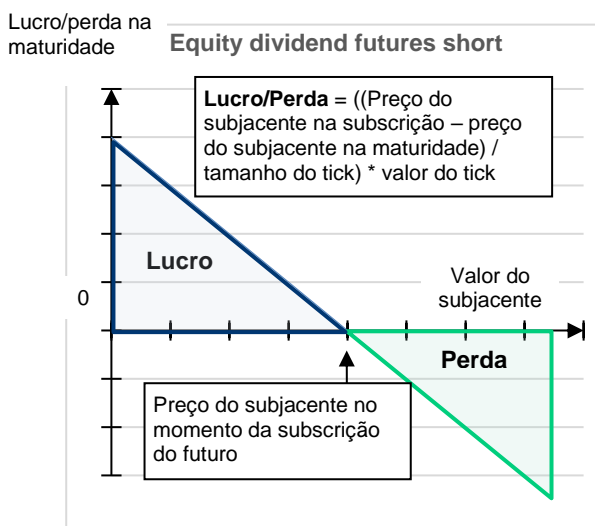 Lucro/perda na
maturidade
Equity dividend futures short
Lucro/Perda = ((Preço do
subjacente na subscrição – preço
do subjacente na maturidade) /
tamanho do tick) * valor do tick
Lucro
Valor do
subjacente
0
Perda
Preço do subjacente no
momento da subscrição
do futuro